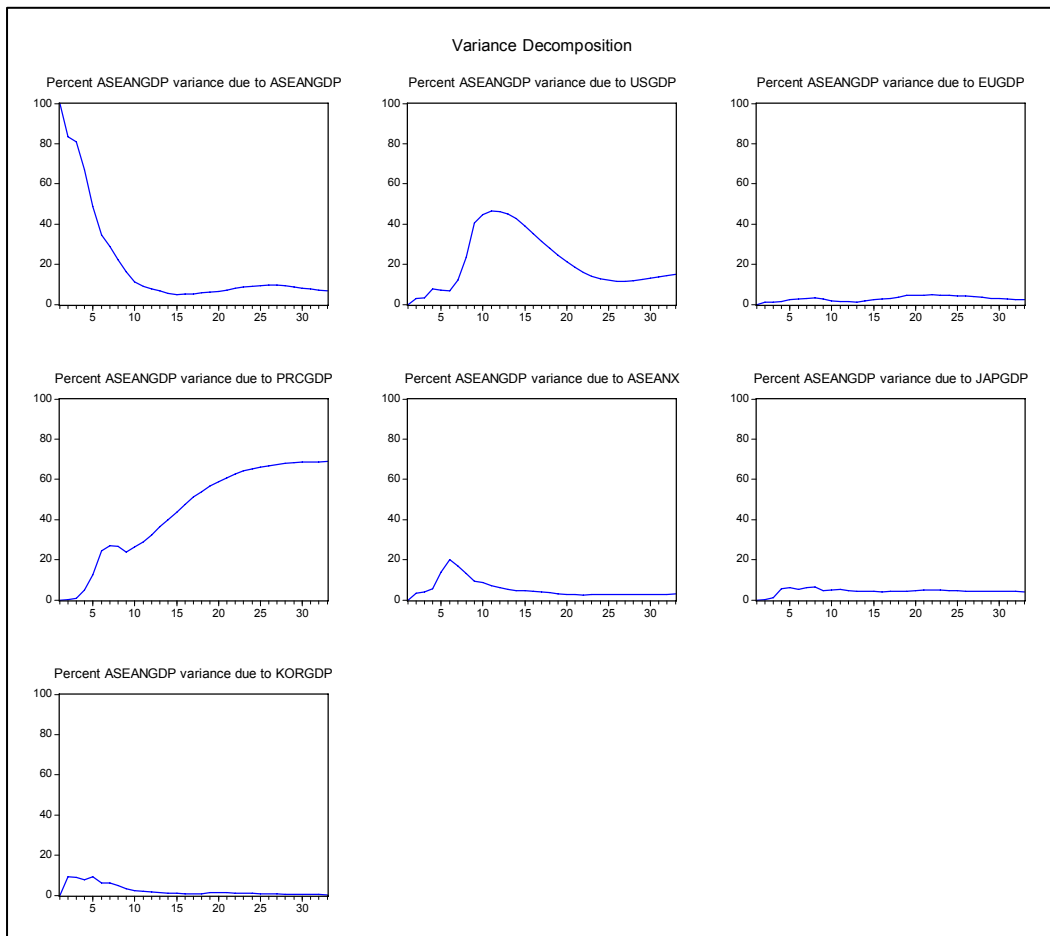 Variance Decomposition
Percent ASEANGDP variance due to ASEANGDP
100
80
60
40
20
0
5 10 15 20 25 30
Percent ASEANGDP variance due to USGDP
100
80
60
40
20
0
5 10 15 20 25 30
Percent ASEANGDP variance due to EUGDP
100
80
60
40
20
0
5 10 15 20 25 30
Percent ASEANGDP variance due to PRCGDP
100
80
60
40
20
0
5 10 15 20 25 30
Percent ASEANGDP variance due to ASEANX
100
80
60
40
20
0
5 10 15 20 25 30
Percent ASEANGDP variance due to JAPGDP
100
80
60
40
20
0
5 10 15 20 25 30
Percent ASEANGDP variance due to KORGDP
100
80
60
40
20
0
5 10 15 20 25 30